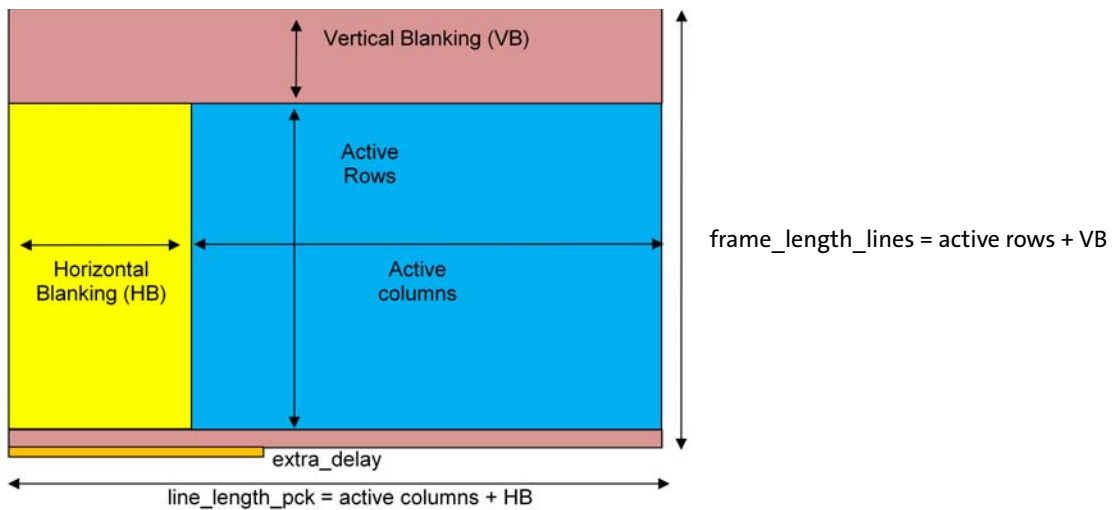 Vertical Blanking (VB)
Active
Rows
frame_length_lines = active rows + VB
Horizontal
Blanking (HB)
Active
columns
extra_delay
line_length_pck = active columns + HB